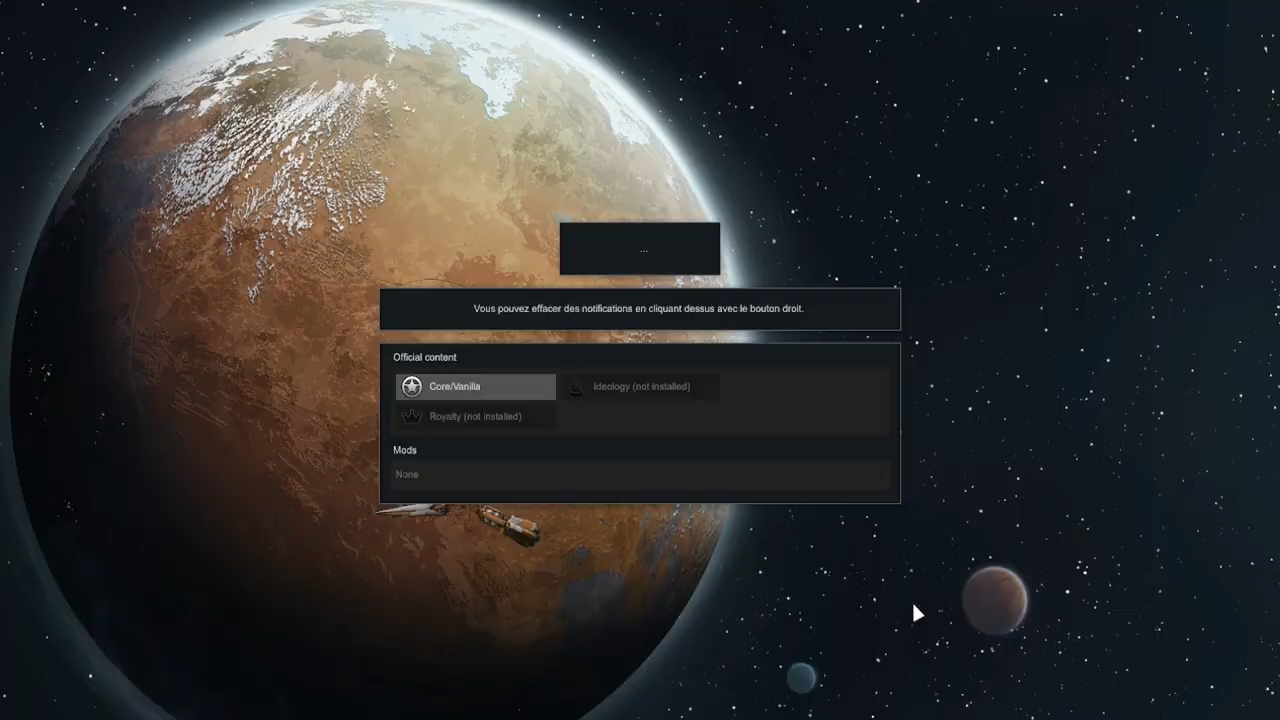 ...
Vous pouvez effacer des notifications en cliquant dessus avec le bouton droit.
Official content
Core/Vanilla
Ideology (not installed)
Royalty (not installed)
Mods
None